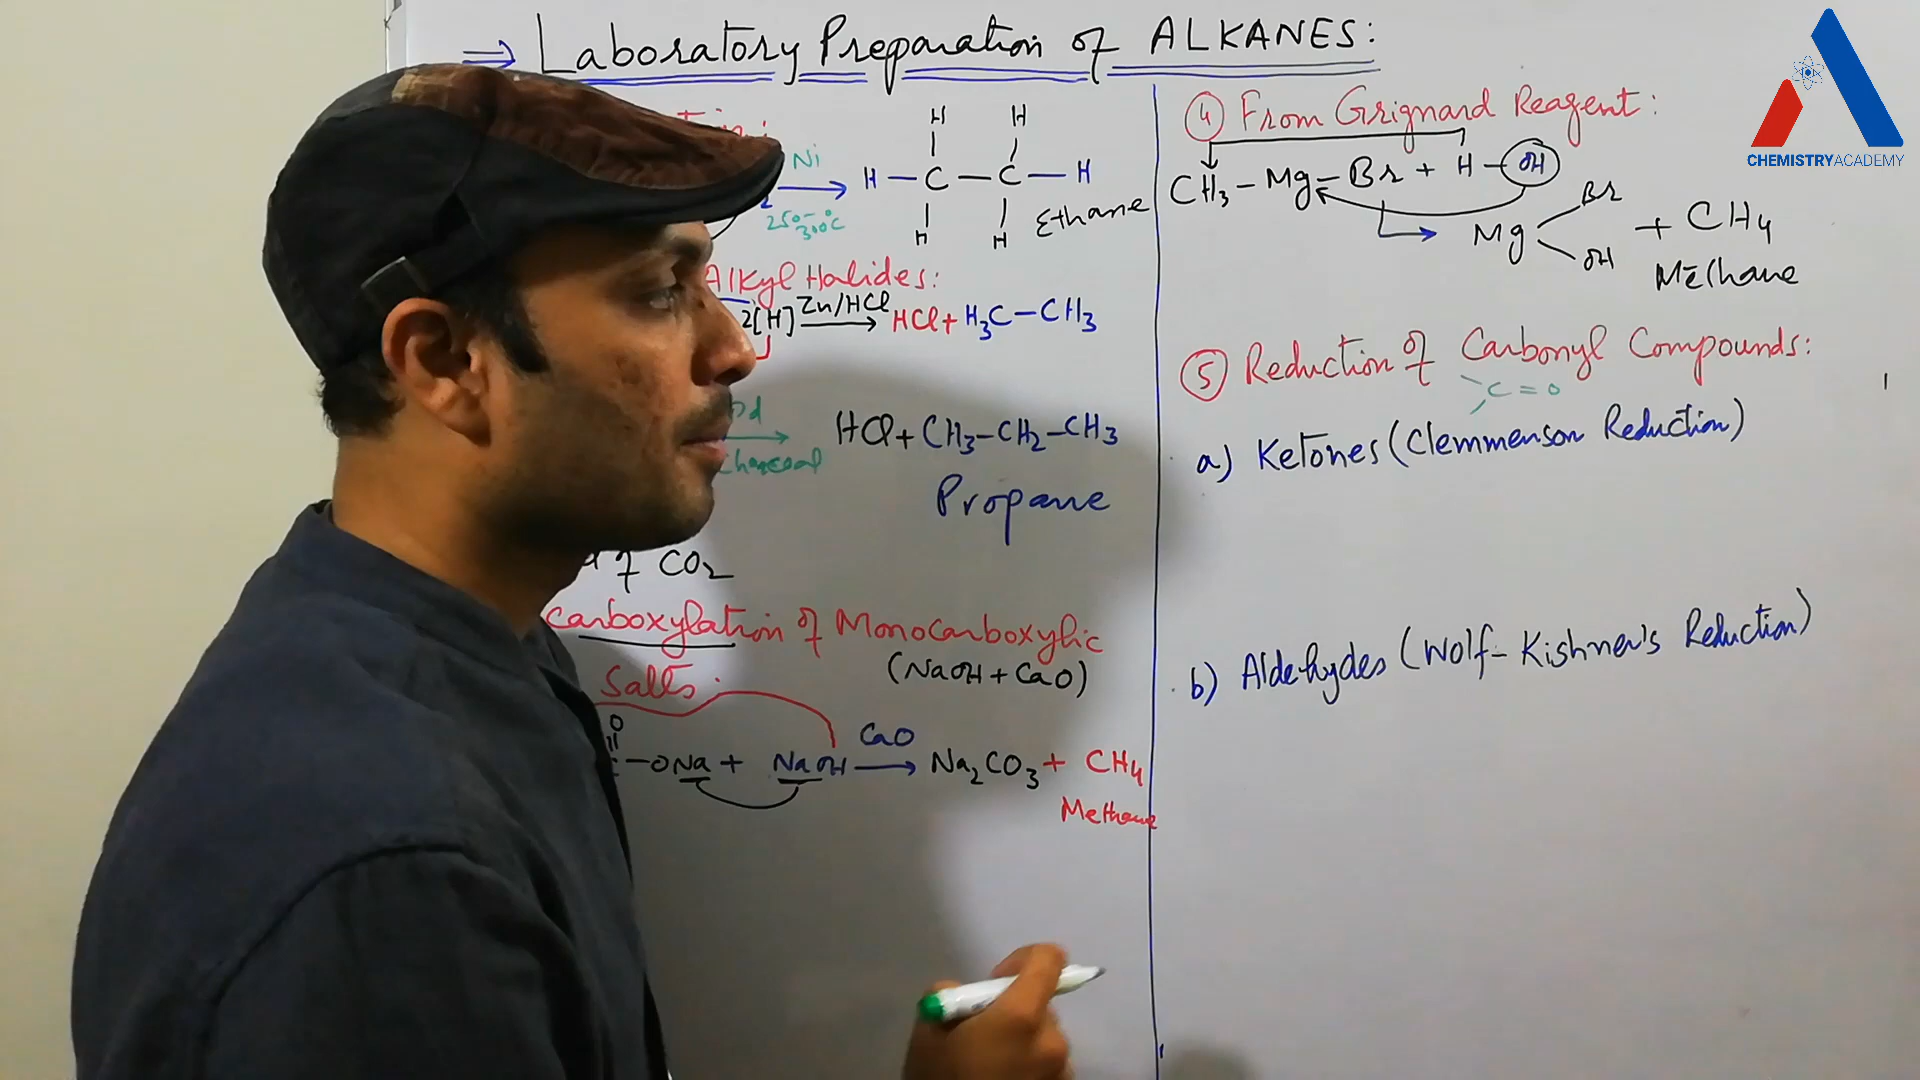 ⇒ Laboratory Preparation of ALKANES:
Ni
250-300°C
H H
H – C – C – H
H H
Ethane
Alkyl Halides:
2[H] Zn/HCl → HCl + H₃C – CH₃
Pd
Charcoal
HCl + CH₃–CH₂–CH₃
Propane
of CO₂
carboxylation of Monocarboxylic
Salts
(NaOH + CaO)
O
– ONa + NaOH CaO → Na₂CO₃ + CH₄
Methane
④ From Grignard Reagent:
CH₃ – Mg – Br + H – OH
Mg Br OH + CH₄
Methane
⑤ Reduction of Carbonyl Compounds:
C = O
a) Ketones (Clemmenson Reduction)
b) Aldehydes (Wolf-Kishner's Reduction)
CHEMISTRY ACADEMY